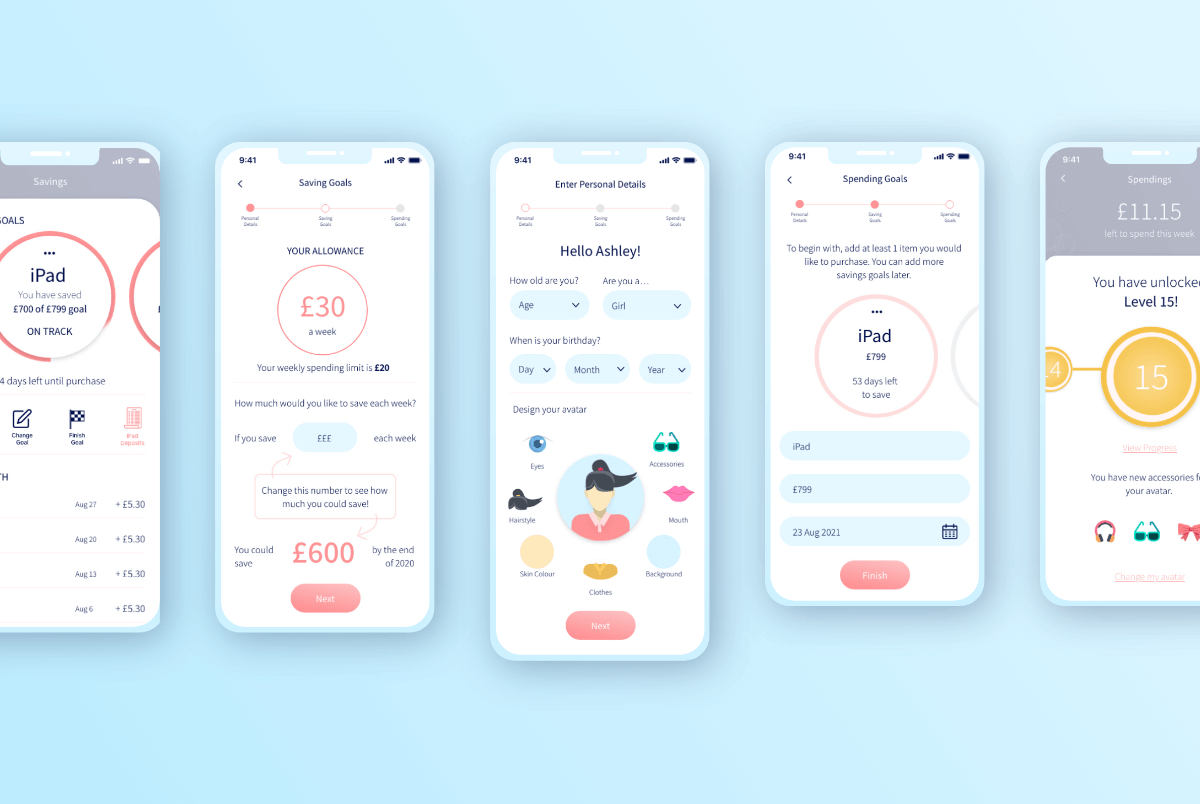 Savings
GOALS
•••
iPad
You have saved
£700 of £799 goal
ON TRACK
4 days left until purchase
Change
Goal
Finish
Goal
iPad
Deposits
TH
Aug 27 + £5.30
Aug 20 + £5.30
Aug 13 + £5.30
Aug 6 + £5.30
9:41
Saving Goals
Personal
Details
Saving
Goals
Spending
Goals
YOUR ALLOWANCE
£30
a week
Your weekly spending limit is £20
How much would you like to save each week?
If you save £££ each week
Change this number to see how
much you could save!
You could
save
£600
by the end
of 2020
Next
9:41
Enter Personal Details
Personal
Details
Saving
Goals
Spending
Goals
Hello Ashley!
How old are you? Are you a...
Age Girl
When is your birthday?
Day Month Year
Design your avatar
Eyes
Accessories
Hairstyle
Mouth
Skin Colour
Background
Clothes
Next
9:41
Spending Goals
Personal
Details
Saving
Goals
Spending
Goals
To begin with, add at least 1 item you would
like to purchase. You can add more
savings goals later.
•••
iPad
£799
53 days left
to save
iPad
£799
23 Aug 2021
Finish
9:41
Spendings
£11.15
left to spend this week
You have unlocked
Level 15!
14
15
View Progress
You have new accessories fo
your avatar.
Change my avatar